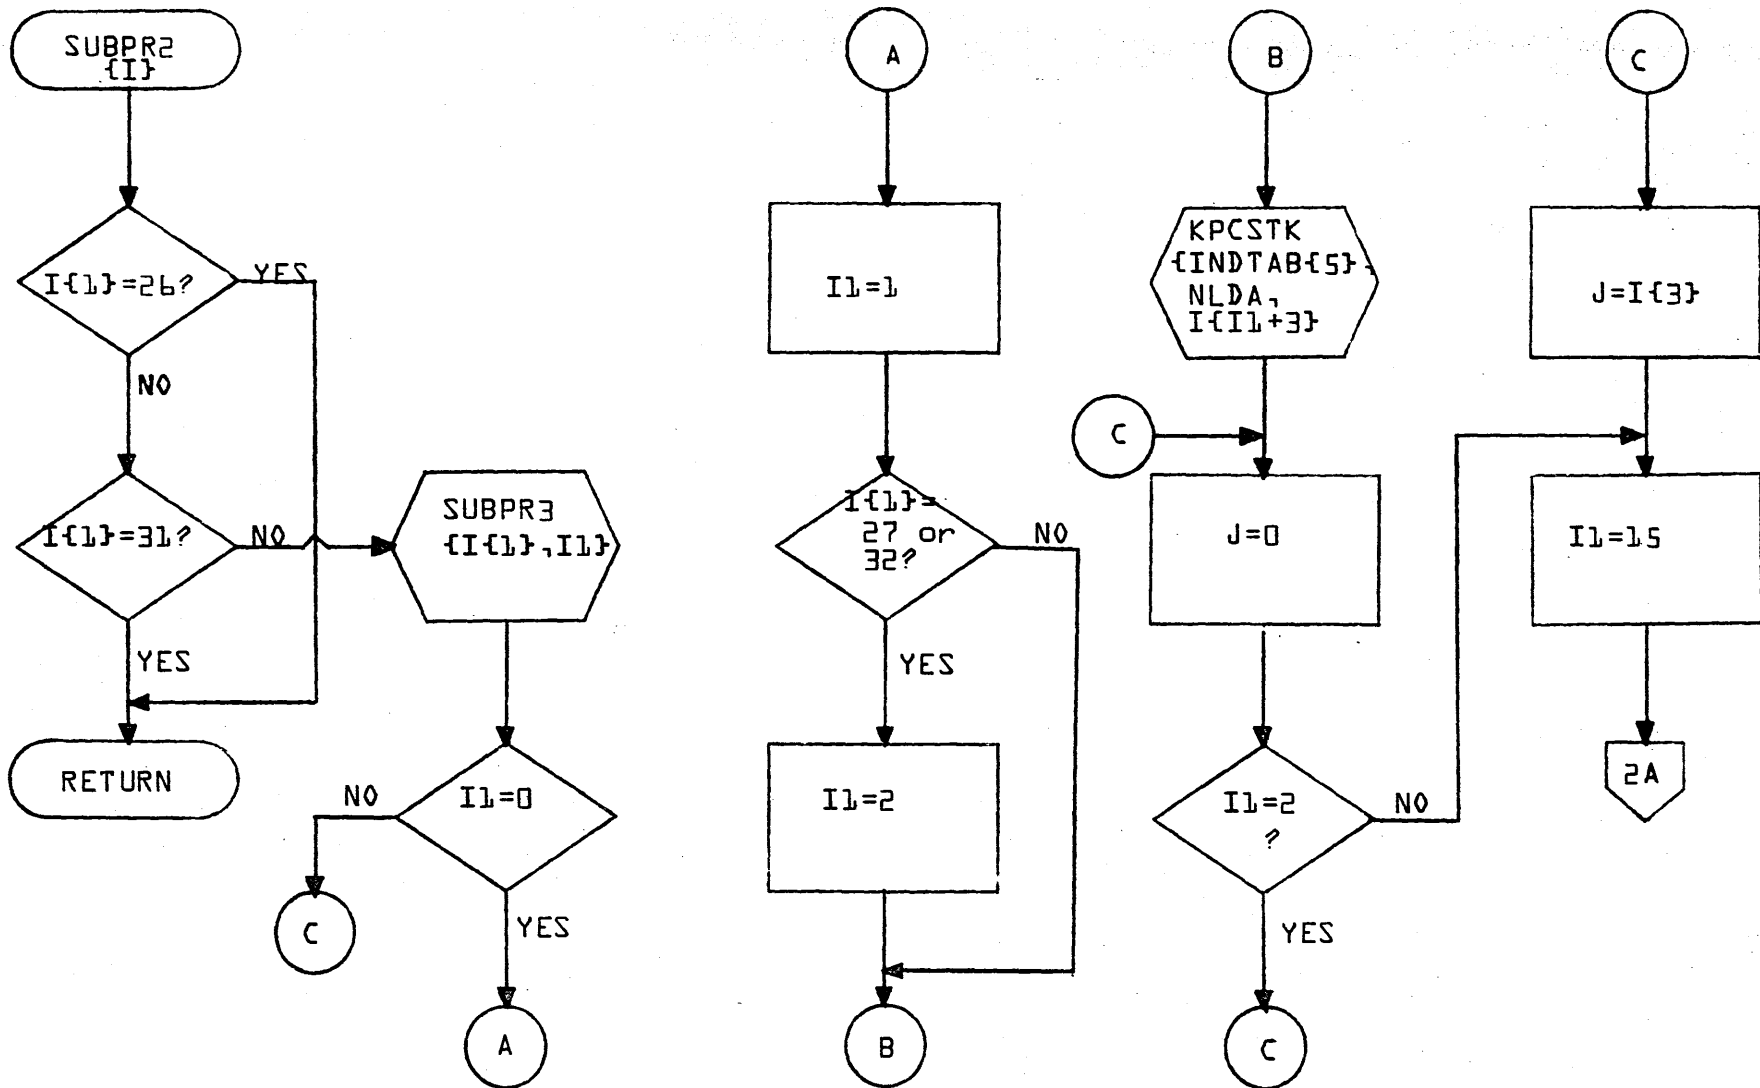 SUBPR2
{I}
I{1}=26?
YES
NO
I{1}=31?
NO
YES
RETURN
SUBPR3
{I{1},I1}
I1=0
NO
C
YES
A
A
I1=1
I{1}=
27 or
32?
NO
YES
I1=2
B
B
KPCSTK
{INDTAB{5},
NLDA,
I{I1+3}
C
J=0
I1=2
?
NO
YES
C
C
J=I{3}
I1=15
2A